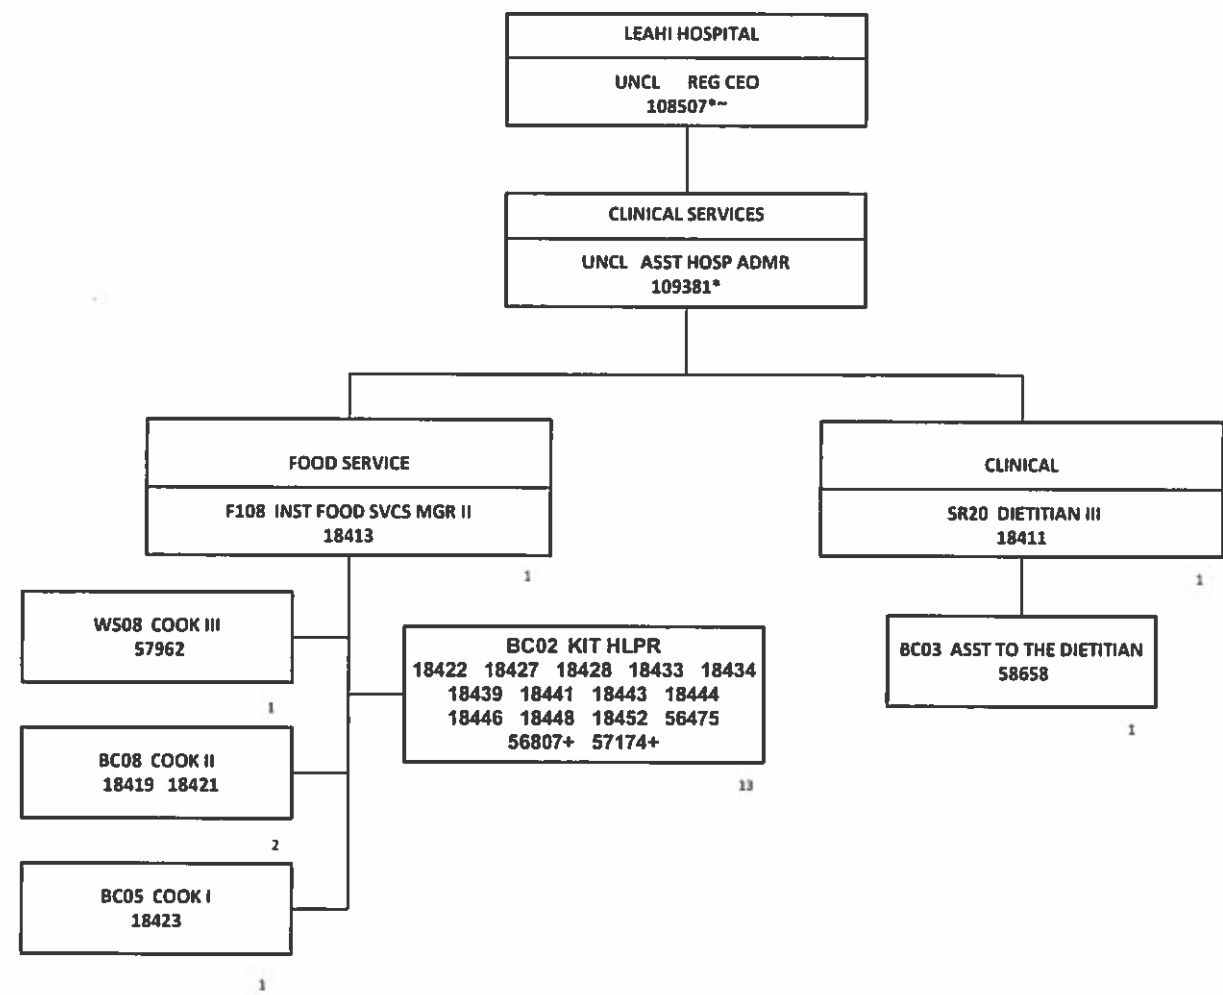 LEAHI HOSPITAL
UNCL REG CEO
108507*~
CLINICAL SERVICES
UNCL ASST HOSP ADMR
109381*
FOOD SERVICE
F108 INST FOOD SVCS MGR II
18413
1
CLINICAL
SR20 DIETITIAN III
18411
1
WS08 COOK III
57962
1
BC02 KIT HLPR
18422 18427 18428 18433 18434
18439 18441 18443 18444
18446 18448 18452 56475
56807+ 57174+
13
BC03 ASST TO THE DIETITIAN
58658
1
BC08 COOK II
18419 18421
2
BC05 COOK I
18423
1